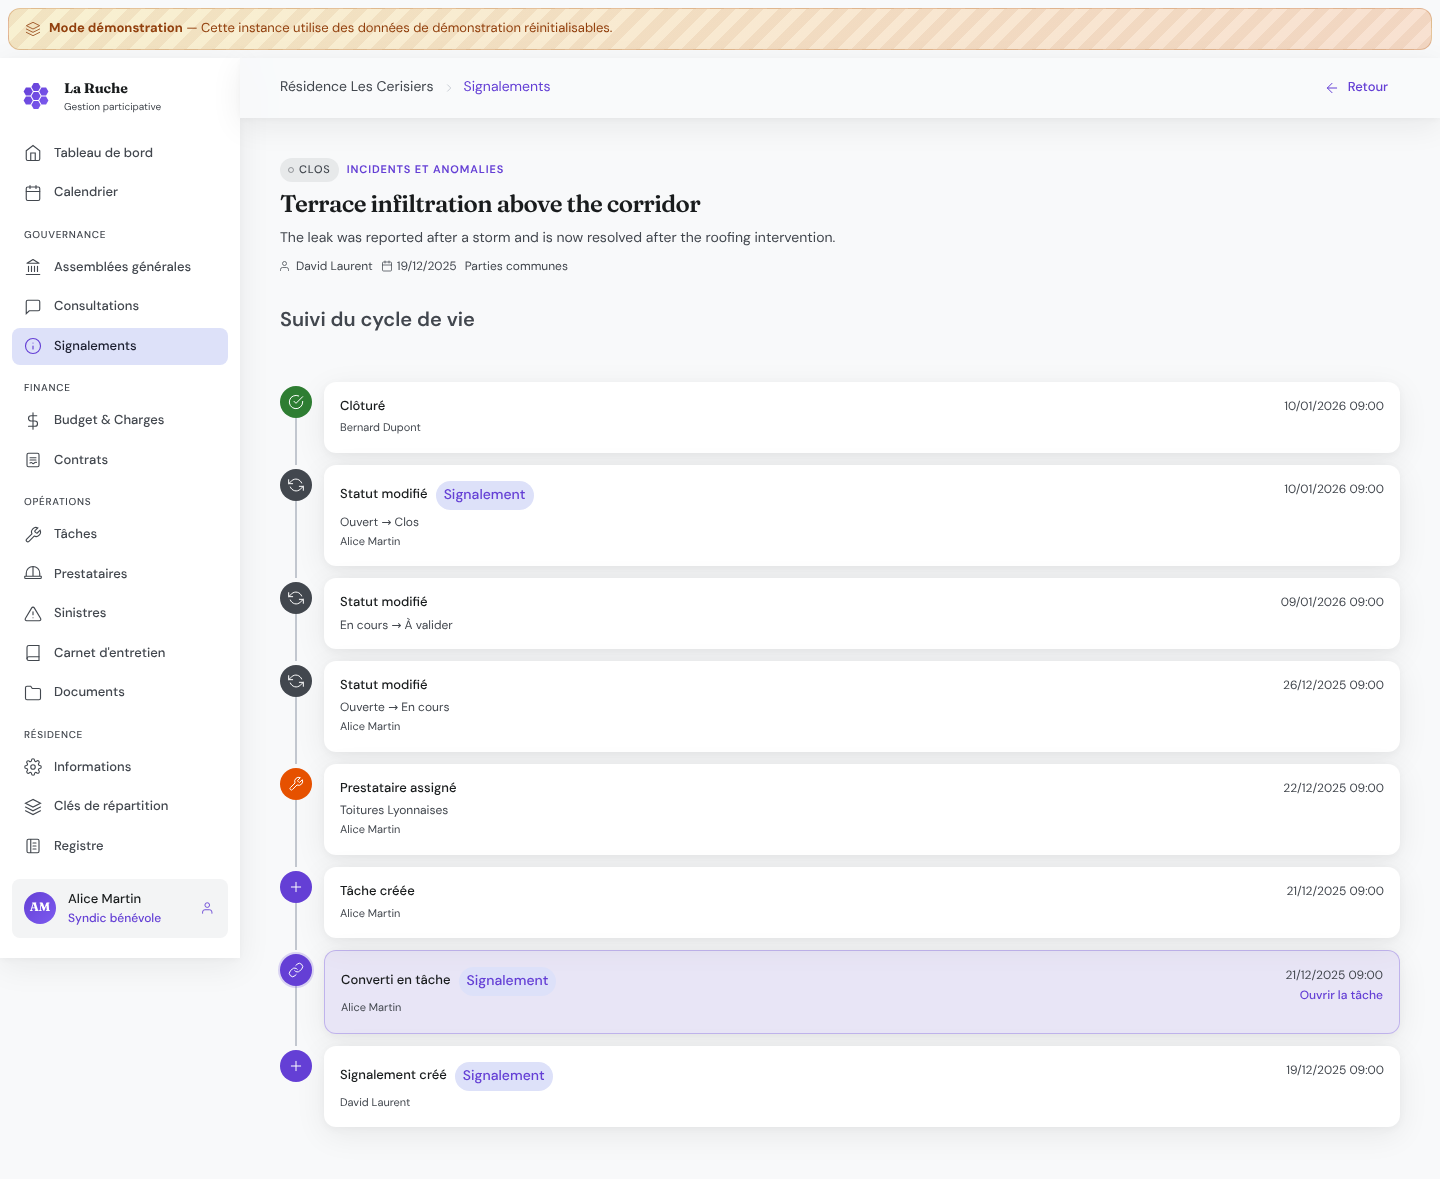 Mode démonstration — Cette instance utilise des données de démonstration réinitialisables.
La Ruche
Gestion participative
Tableau de bord
Calendrier
GOUVERNANCE
Assemblées générales
Consultations
Signalements
FINANCE
Budget & Charges
Contrats
OPÉRATIONS
Tâches
Prestataires
Sinistres
Carnet d'entretien
Documents
RÉSIDENCE
Informations
Clés de répartition
Registre
AM
Alice Martin
Syndic bénévole
Résidence Les Cerisiers > Signalements
← Retour
CLOS INCIDENTS ET ANOMALIES
Terrace infiltration above the corridor
The leak was reported after a storm and is now resolved after the roofing intervention.
David Laurent 19/12/2025 Parties communes
Suivi du cycle de vie
Clôturé 10/01/2026 09:00
Bernard Dupont
Statut modifié Signalement 10/01/2026 09:00
Ouvert → Clos
Alice Martin
Statut modifié 09/01/2026 09:00
En cours → À valider
Statut modifié 26/12/2025 09:00
Ouverte → En cours
Alice Martin
Prestataire assigné 22/12/2025 09:00
Toitures Lyonnaises
Alice Martin
Tâche créée 21/12/2025 09:00
Alice Martin
Converti en tâche Signalement 21/12/2025 09:00
Ouvrir la tâche
Alice Martin
Signalement créé Signalement 19/12/2025 09:00
David Laurent